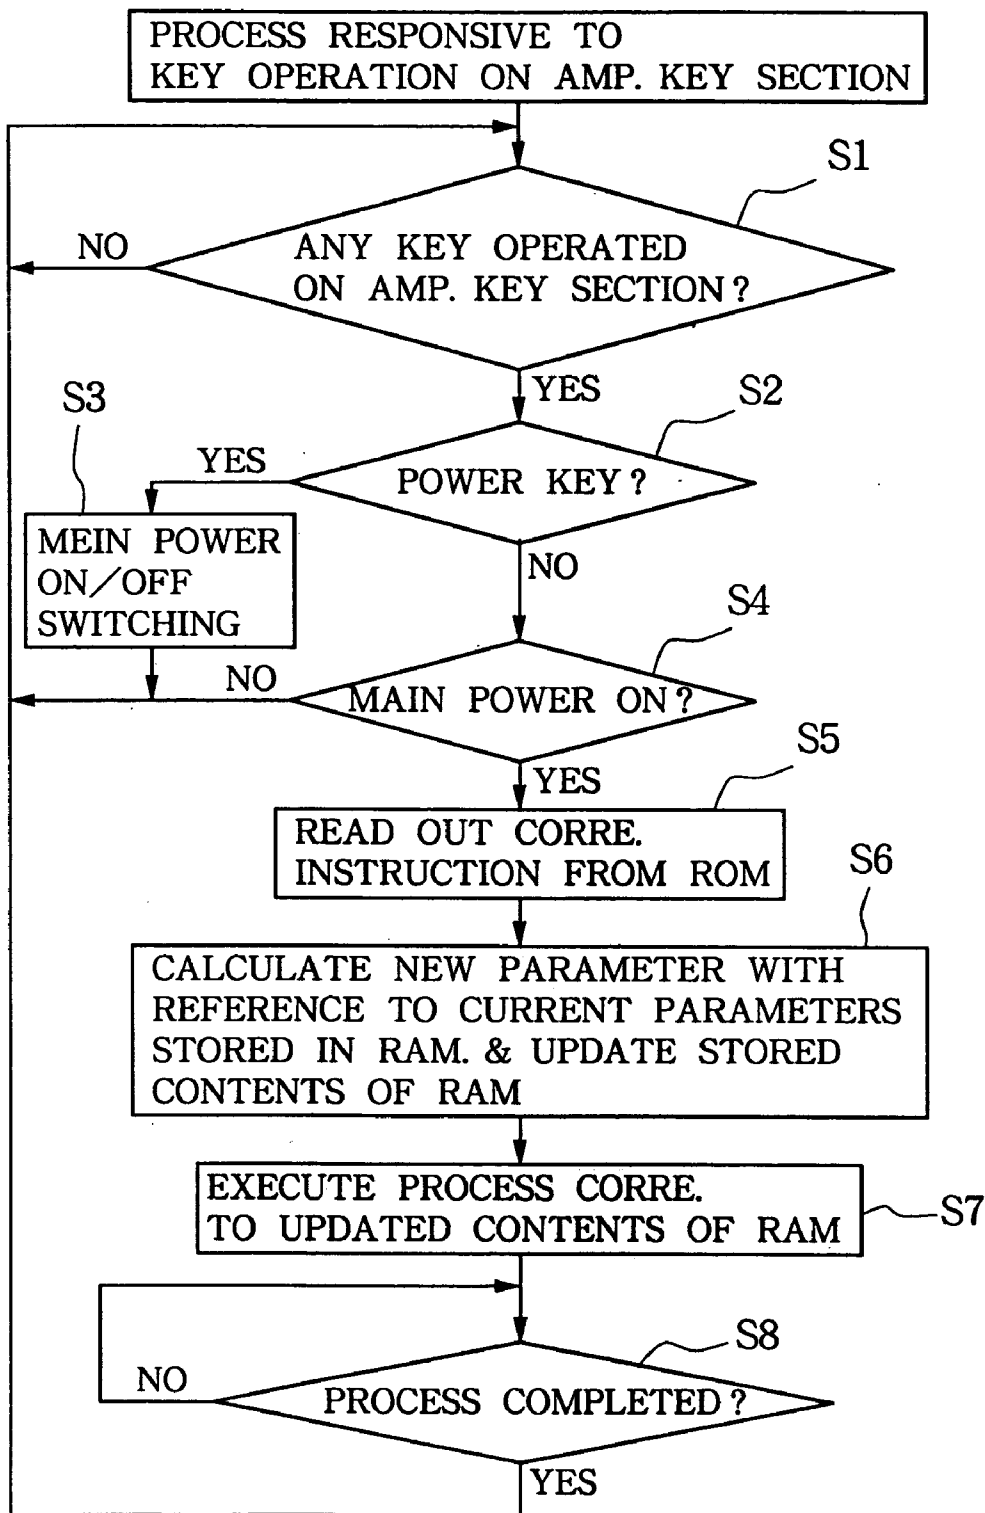 PROCESS RESPONSIVE TO
KEY OPERATION ON AMP. KEY SECTION
S1
NO
ANY KEY OPERATED
ON AMP. KEY SECTION?
YES
S2
S3
YES
POWER KEY?
MEIN POWER
ON/OFF
SWITCHING
NO
S4
NO
MAIN POWER ON?
S5
YES
READ OUT CORRE.
INSTRUCTION FROM ROM
S6
CALCULATE NEW PARAMETER WITH
REFERENCE TO CURRENT PARAMETERS
STORED IN RAM. & UPDATE STORED
CONTENTS OF RAM
EXECUTE PROCESS CORRE.
TO UPDATED CONTENTS OF RAM
S7
S8
NO
PROCESS COMPLETED?
YES